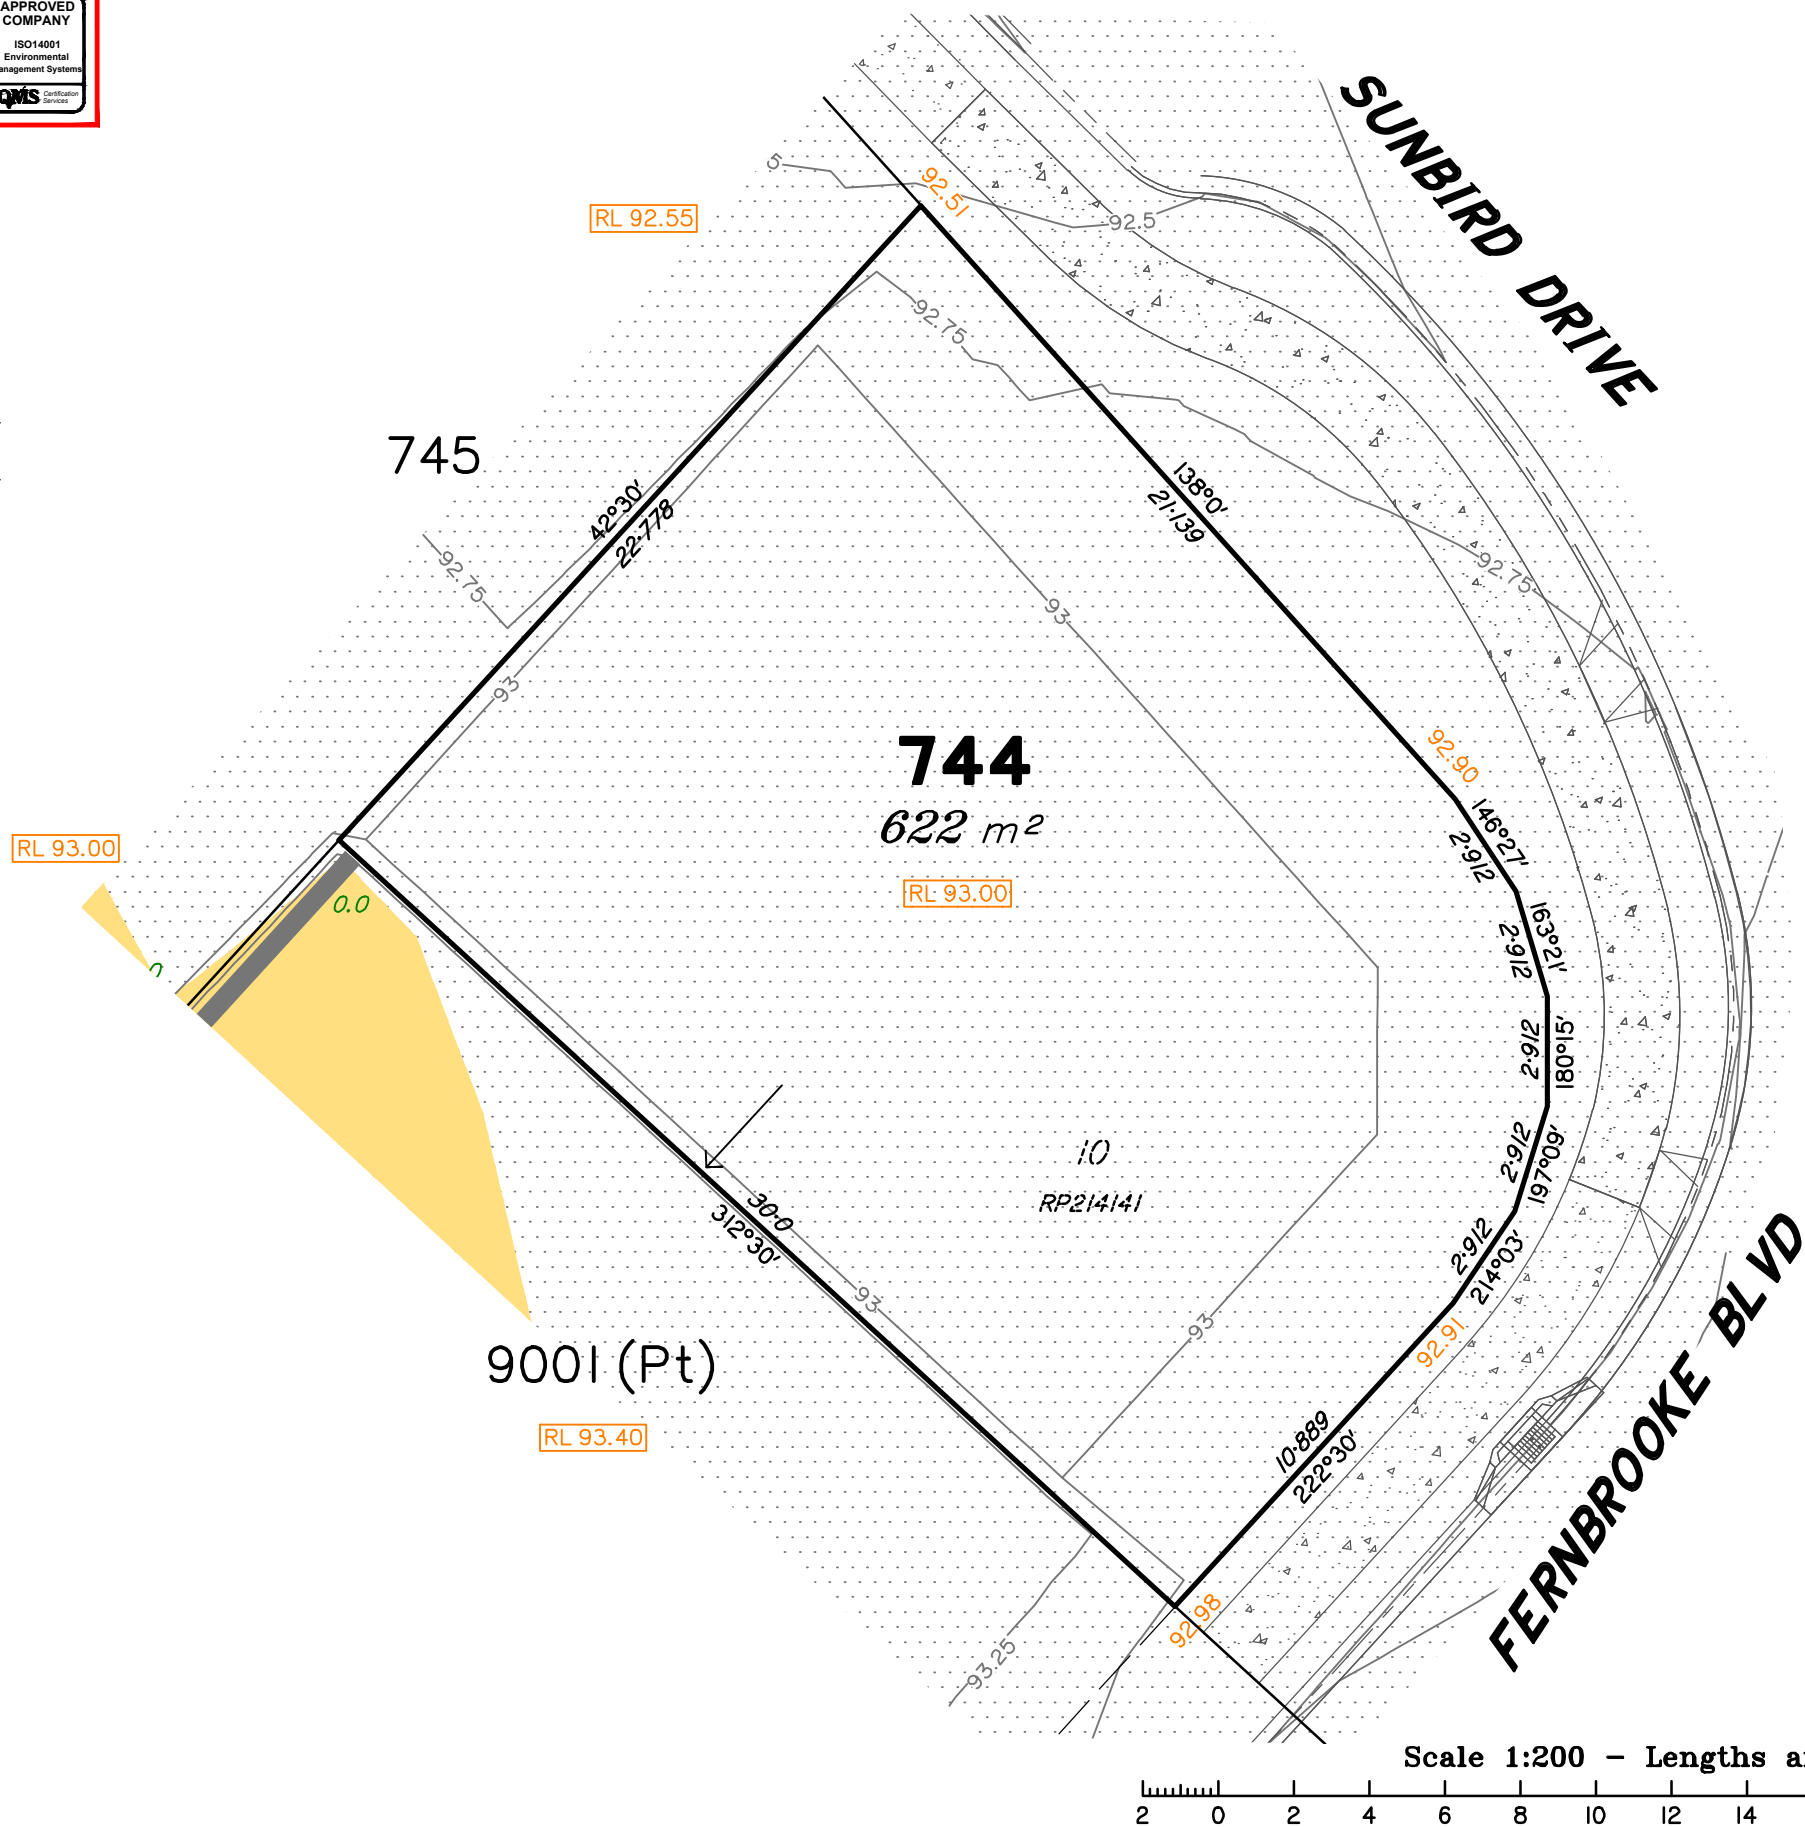 APPROVED
COMPANY
ISO14001
Environmental
anagement Systems
QMS Certification
Services
SUNBIRD DRIVE
92.51
5
92.5
RL 92.55
92.75
745
42°30'
22·778
138°0'
21·139
92.75
92.75
93
93
744
622 m²
RL 93.00
92.90
146°27'
2·912
RL 93.00
0.0
163°21'
2·912
180°15'
2·912
10
RP214141
197°09'
2·912
30·0
312°30'
214°03'
2·912
93
93
92.91
9001(Pt)
RL 93.40
10·889
222°30'
FERNBROOKE BLVD
92.98
93.25
Scale 1:200 - Lengths a
2 0 2 4 6 8 10 12 14